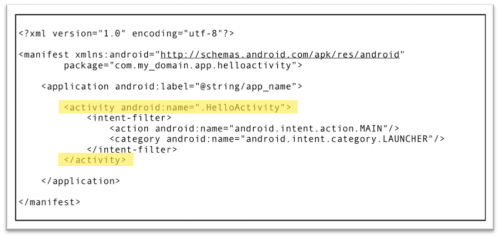 <?xml version="1.0" encoding="utf-8"?>
<manifest xmlns:android="http://schemas.android.com/apk/res/android"
package="com.my_domain.app.helloactivity">
<application android:label="@string/app_name">
<activity android:name=".HelloActivity">
<intent-filter>
<action android:name="android.intent.action.MAIN"/>
<category android:name="android.intent.category.LAUNCHER"/>
</intent-filter>
</activity>
</application>
</manifest>